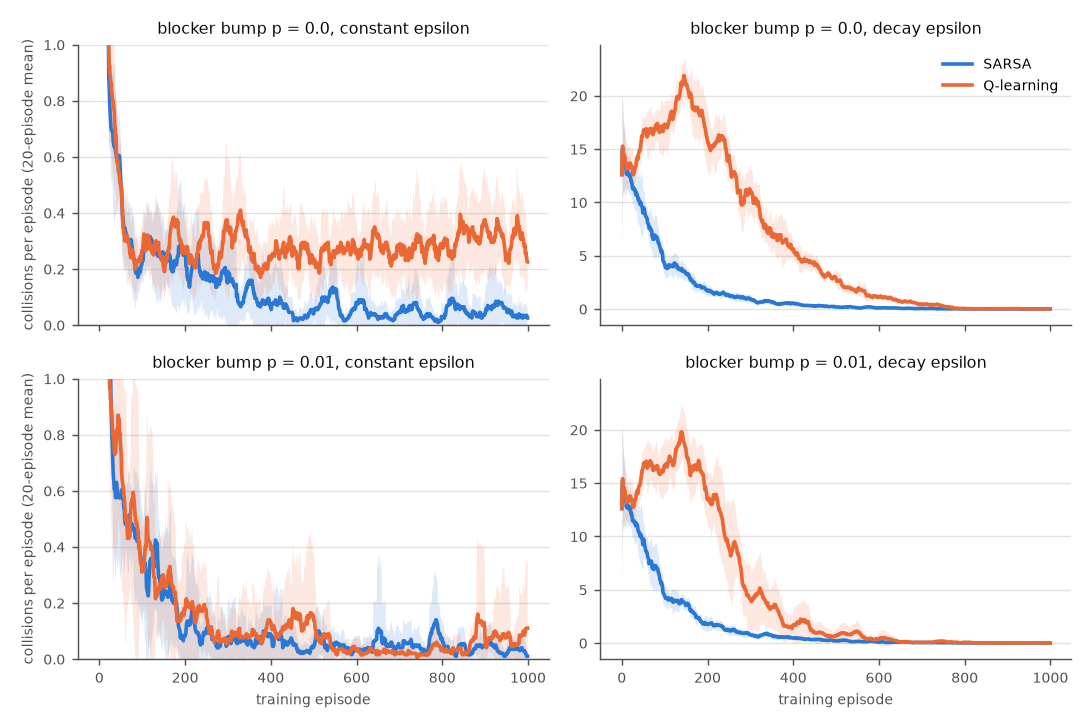 blocker bump p = 0.0, constant epsilon
collisions per episode (20-episode mean)
1.0
0.8
0.6
0.4
0.2
0.0
blocker bump p = 0.0, decay epsilon
20
15
10
5
0
SARSA
Q-learning
blocker bump p = 0.01, constant epsilon
collisions per episode (20-episode mean)
1.0
0.8
0.6
0.4
0.2
0.0
0 200 400 600 800 1000
training episode
blocker bump p = 0.01, decay epsilon
20
15
10
5
0
0 200 400 600 800 1000
training episode